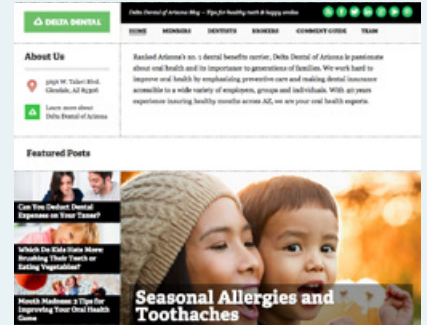 DELTA DENTAL
Delta Dental of Arizona Blog – Tips for healthy teeth & happy smiles
HOME MEMBERS DENTISTS BROKERS COMMENT GUIDE TEAM
About Us
5656 W. Talavi Blvd.
Glendale, AZ 85306
Learn more about
Delta Dental of Arizona
Ranked Arizona's no. 1 dental benefits carrier, Delta Dental of Arizona is passionate
about oral health and its importance to generations of families. We work hard to
improve oral health by emphasizing preventive care and making dental insurance
accessible to a wide variety of employers, groups and individuals. With 40 years
experience insuring healthy mouths across AZ, we are your oral health experts.
Featured Posts
Can You Deduct Dental
Expenses on Your Taxes?
Which Do Kids Hate More:
Brushing Their Teeth or
Eating Vegetables?
Mouth Madness: 3 Tips for
Improving Your Oral Health
Game
Seasonal Allergies and
Toothaches